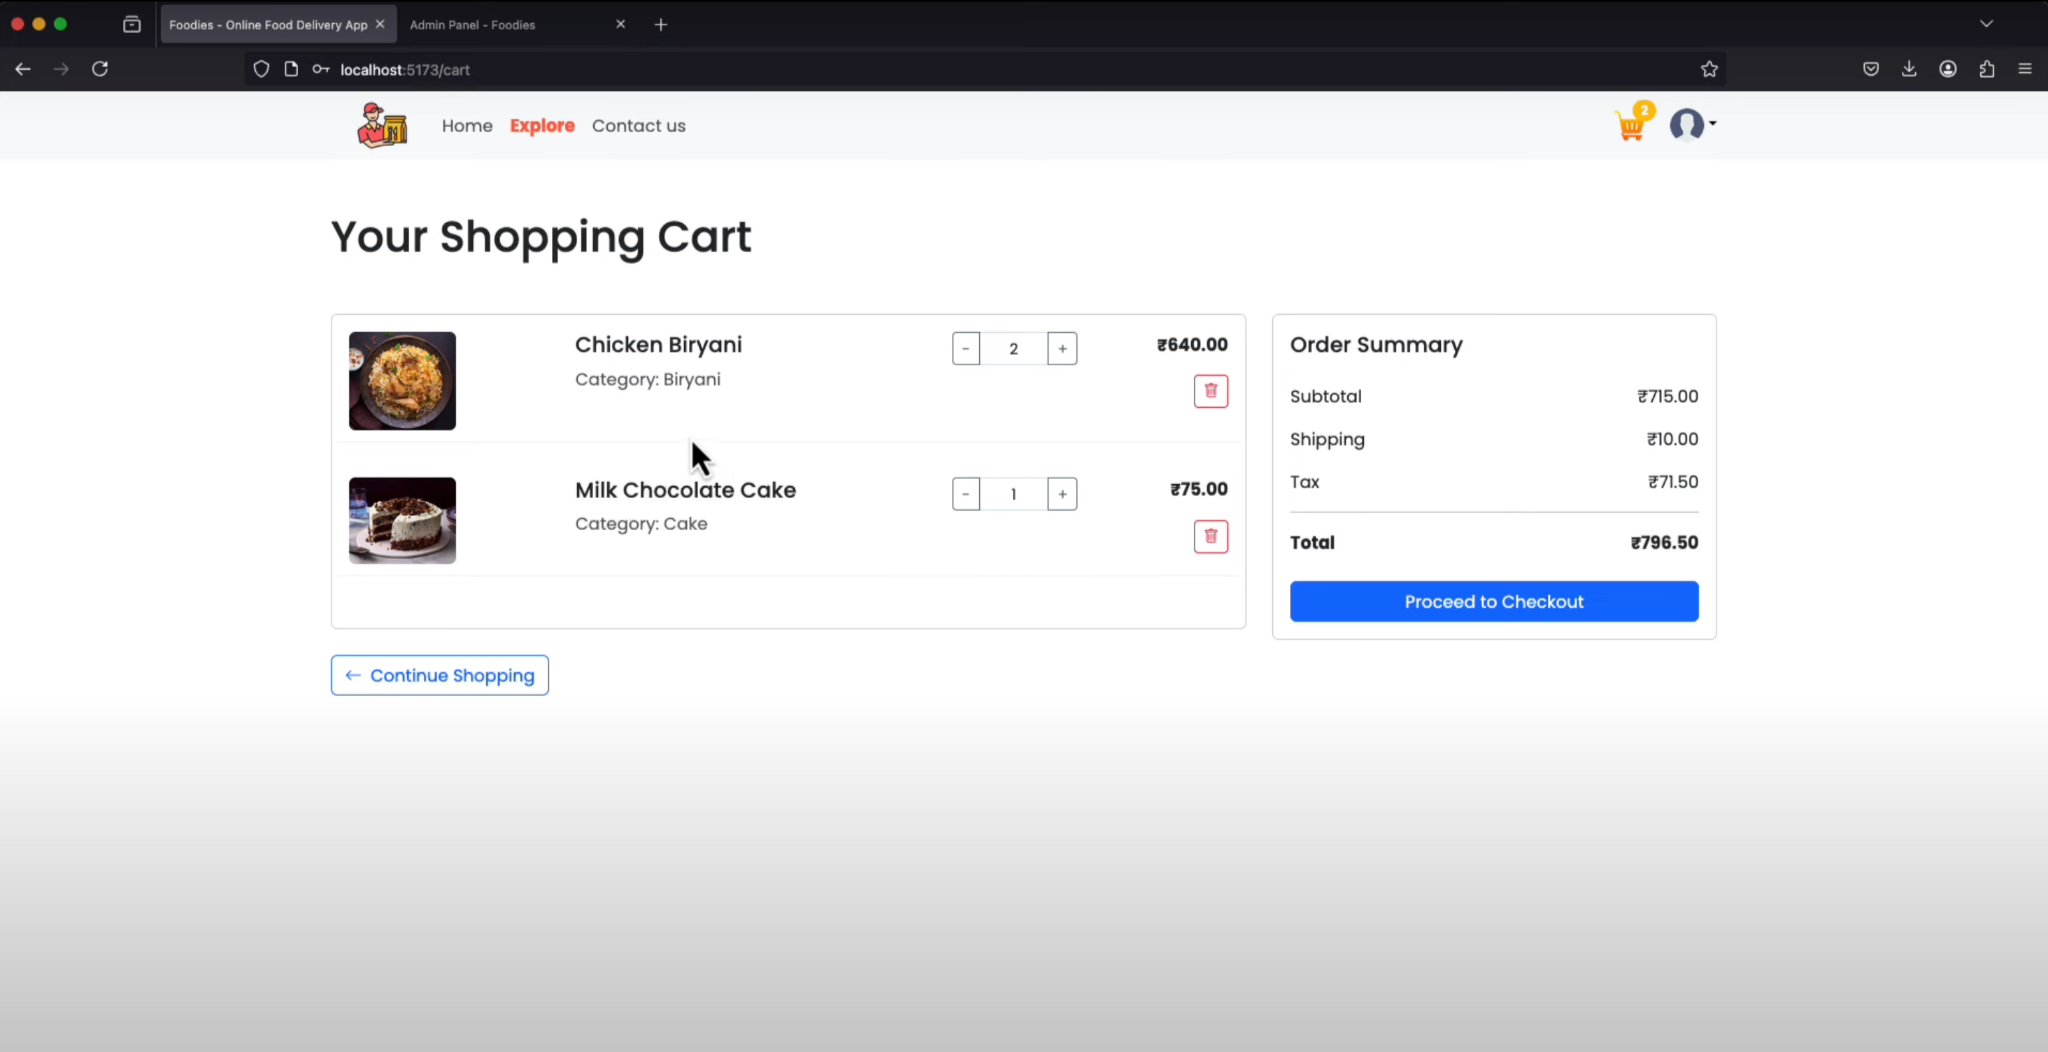 Foodies - Online Food Delivery App
Admin Panel - Foodies
localhost:5173/cart
Home Explore Contact us
2
Your Shopping Cart
Chicken Biryani
- 2 +
₹640.00
Category: Biryani
Milk Chocolate Cake
- 1 +
₹75.00
Category: Cake
Order Summary
Subtotal ₹715.00
Shipping ₹10.00
Tax ₹71.50
Total ₹796.50
Proceed to Checkout
← Continue Shopping